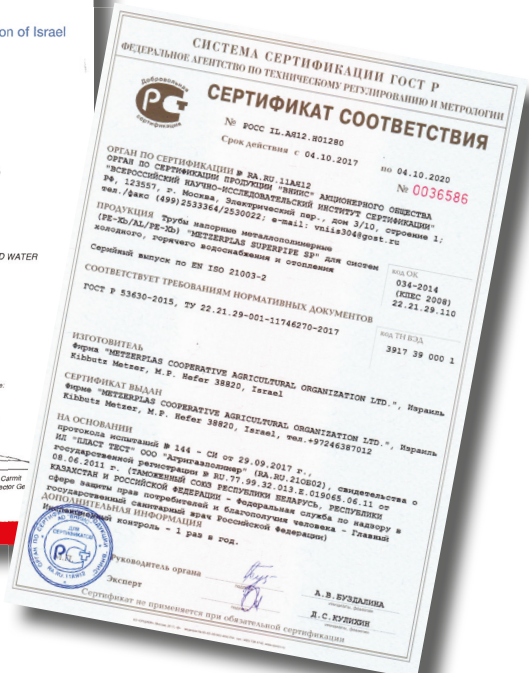 on of Israel
D WATER
e:
Carmit
ector Ge
СИСТЕМА СЕРТИФИКАЦИИ ГОСТ Р
ФЕДЕРАЛЬНОЕ АГЕНТСТВО ПО ТЕХНИЧЕСКОМУ РЕГУЛИРОВАНИЮ И МЕТРОЛОГИИ
Добровольная
сертификация
СЕРТИФИКАТ СООТВЕТСТВИЯ
№ РОСС IL.АЯ12.Н01280
Срок действия с 04.10.2017 по 04.10.2020
№ 0036586
ОРГАН ПО СЕРТИФИКАЦИИ № RA.RU.11АЯ12
ОРГАН ПО СЕРТИФИКАЦИИ ПРОДУКЦИИ "ВНИИС" АКЦИОНЕРНОГО ОБЩЕСТВА
"ВСЕРОССИЙСКИЙ НАУЧНО-ИССЛЕДОВАТЕЛЬСКИЙ ИНСТИТУТ СЕРТИФИКАЦИИ"
РФ, 123557, г. Москва, Электрический пер., дом 3/10, строение 1;
тел./факс (499)2533364/2530022; e-mail: vniis304@gost.ru
ПРОДУКЦИЯ Трубы напорные металлополимерные
(PE-Xb/AL/PE-Xb) "METZERPLAS SUPERPIPE SP" для систем
холодного, горячего водоснабжения и отопления
Серийный выпуск по EN ISO 21003-2
код ОК
034-2014
(КПЕС 2008)
22.21.29.110
СООТВЕТСТВУЕТ ТРЕБОВАНИЯМ НОРМАТИВНЫХ ДОКУМЕНТОВ
ГОСТ Р 53630-2015, ТУ 22.21.29-001-11746270-2017
код ТН ВЭД
3917 39 000 1
ИЗГОТОВИТЕЛЬ
Фирма "METZERPLAS COOPERATIVE AGRICULTURAL ORGANIZATION LTD.", Израиль
Kibbutz Metzer, M.P. Hefer 38820, Israel
СЕРТИФИКАТ ВЫДАН
Фирме "METZERPLAS COOPERATIVE AGRICULTURAL ORGANIZATION LTD.", Израиль
Kibbutz Metzer, M.P. Hefer 38820, Israel, тел.+97246387012
НА ОСНОВАНИИ
протокола испытаний № 144 - СИ от 29.09.2017 г.,
ИЛ "ПЛАСТ ТЕСТ" ООО "Агригазполимер" (RA.RU.21ОЕ02), свидетельства о
государственной регистрации № RU.77.99.32.013.Е.019065.06.11 от
08.06.2011 г. (ТАМОЖЕННЫЙ СОЮЗ РЕСПУБЛИКИ БЕЛАРУСЬ, РЕСПУБЛИКИ
КАЗАХСТАН И РОССИЙСКОЙ ФЕДЕРАЦИИ - Федеральная служба по надзору в
сфере защиты прав потребителей и благополучия человека - Главный
государственный санитарный врач Российской Федерации)
ДОПОЛНИТЕЛЬНАЯ ИНФОРМАЦИЯ
Инспекционный контроль - 1 раз в год.
ДЛЯ
СЕРТИФИКАТОВ
Руководитель органа
А.В.БУЗДАЛИНА
Эксперт
Д.С.КУЛИХИН
Сертификат не применяется при обязательной сертификации